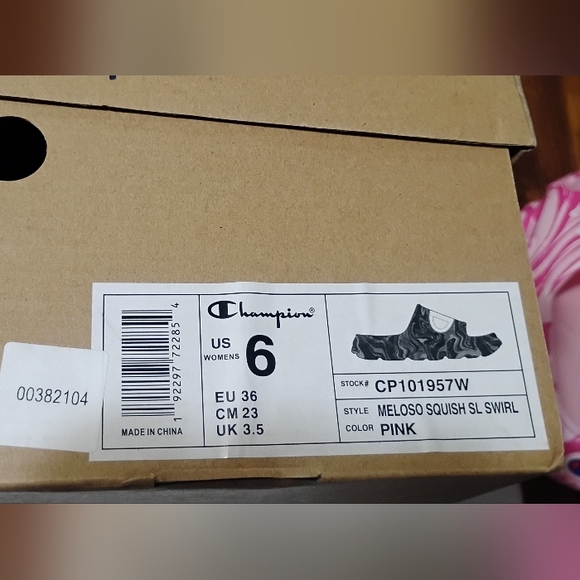 00382104
1 92297 72285 4
MADE IN CHINA
Champion®
US WOMENS 6
EU 36
CM 23
UK 3.5
STOCK# CP101957W
STYLE MELOSO SQUISH SL SWIRL
COLOR PINK